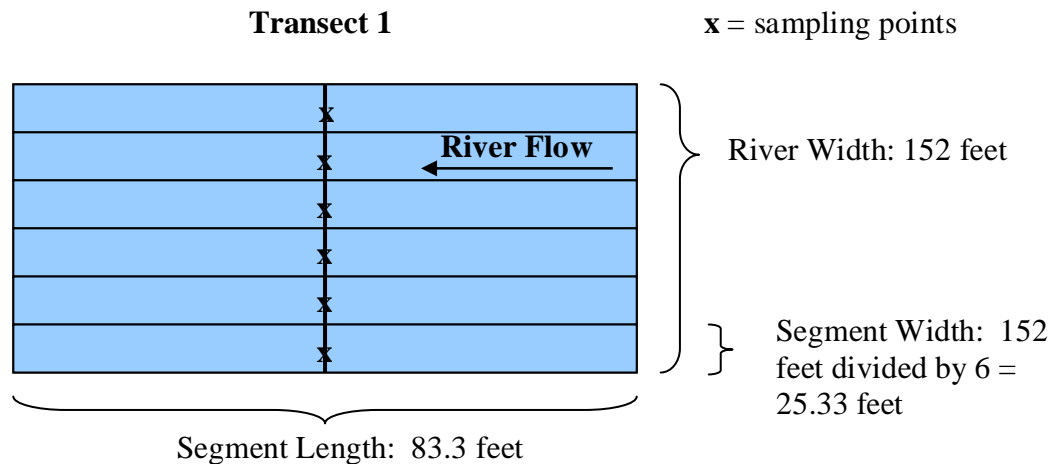 Transect 1
x = sampling points
x
x
River Flow
x
x
x
x
River Width: 152 feet
Segment Width: 152
feet divided by 6 =
25.33 feet
Segment Length: 83.3 feet